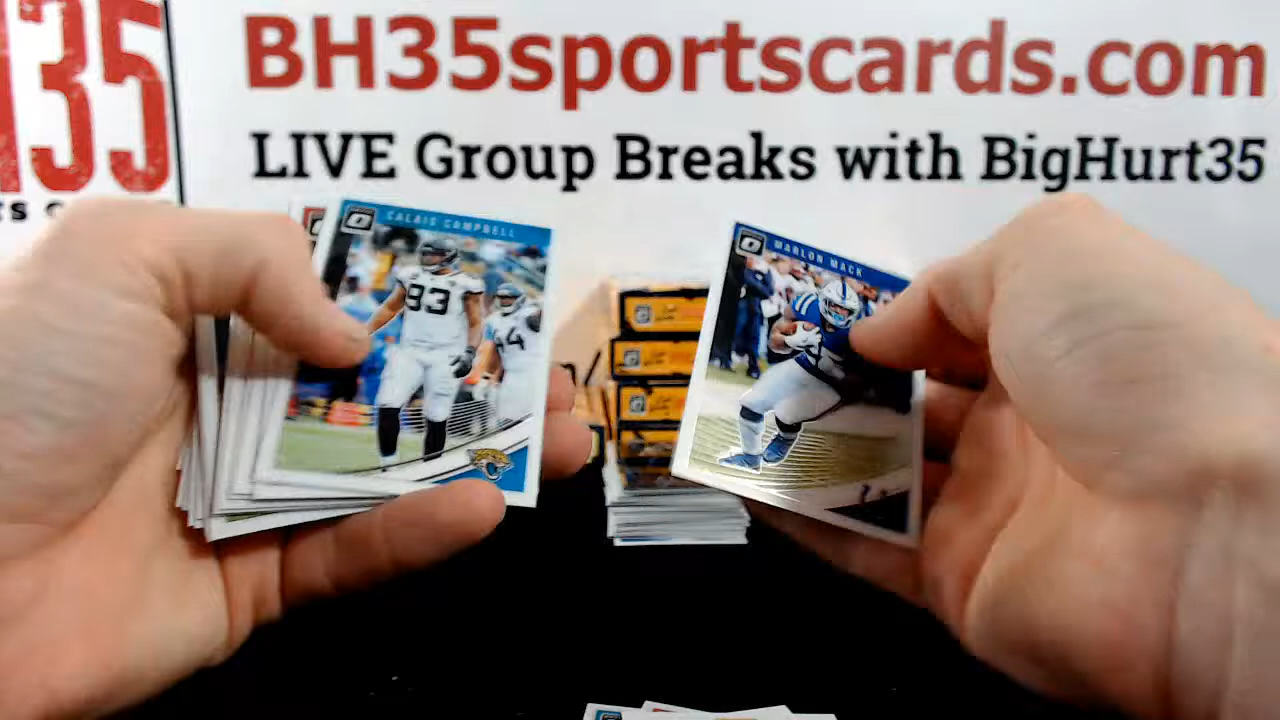 35
BH35sportscards.com
LIVE Group Breaks with BigHurt35
CALAIS CAMPBELL
93
MARLON MACK